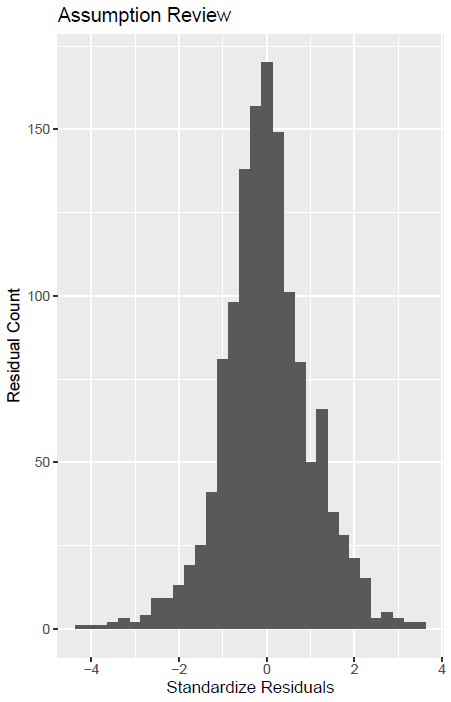 Assumption Review
Residual Count
150
100
50
0
−4 −2 0 2 4
Standardize Residuals